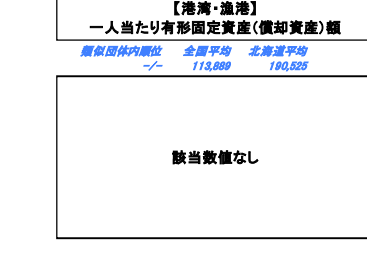 【港湾・漁港】
一人当たり有形固定資産（償却資産）額
類似団体内順位 全国平均 北海道平均
-/- 113,889 190,525
該当数値なし